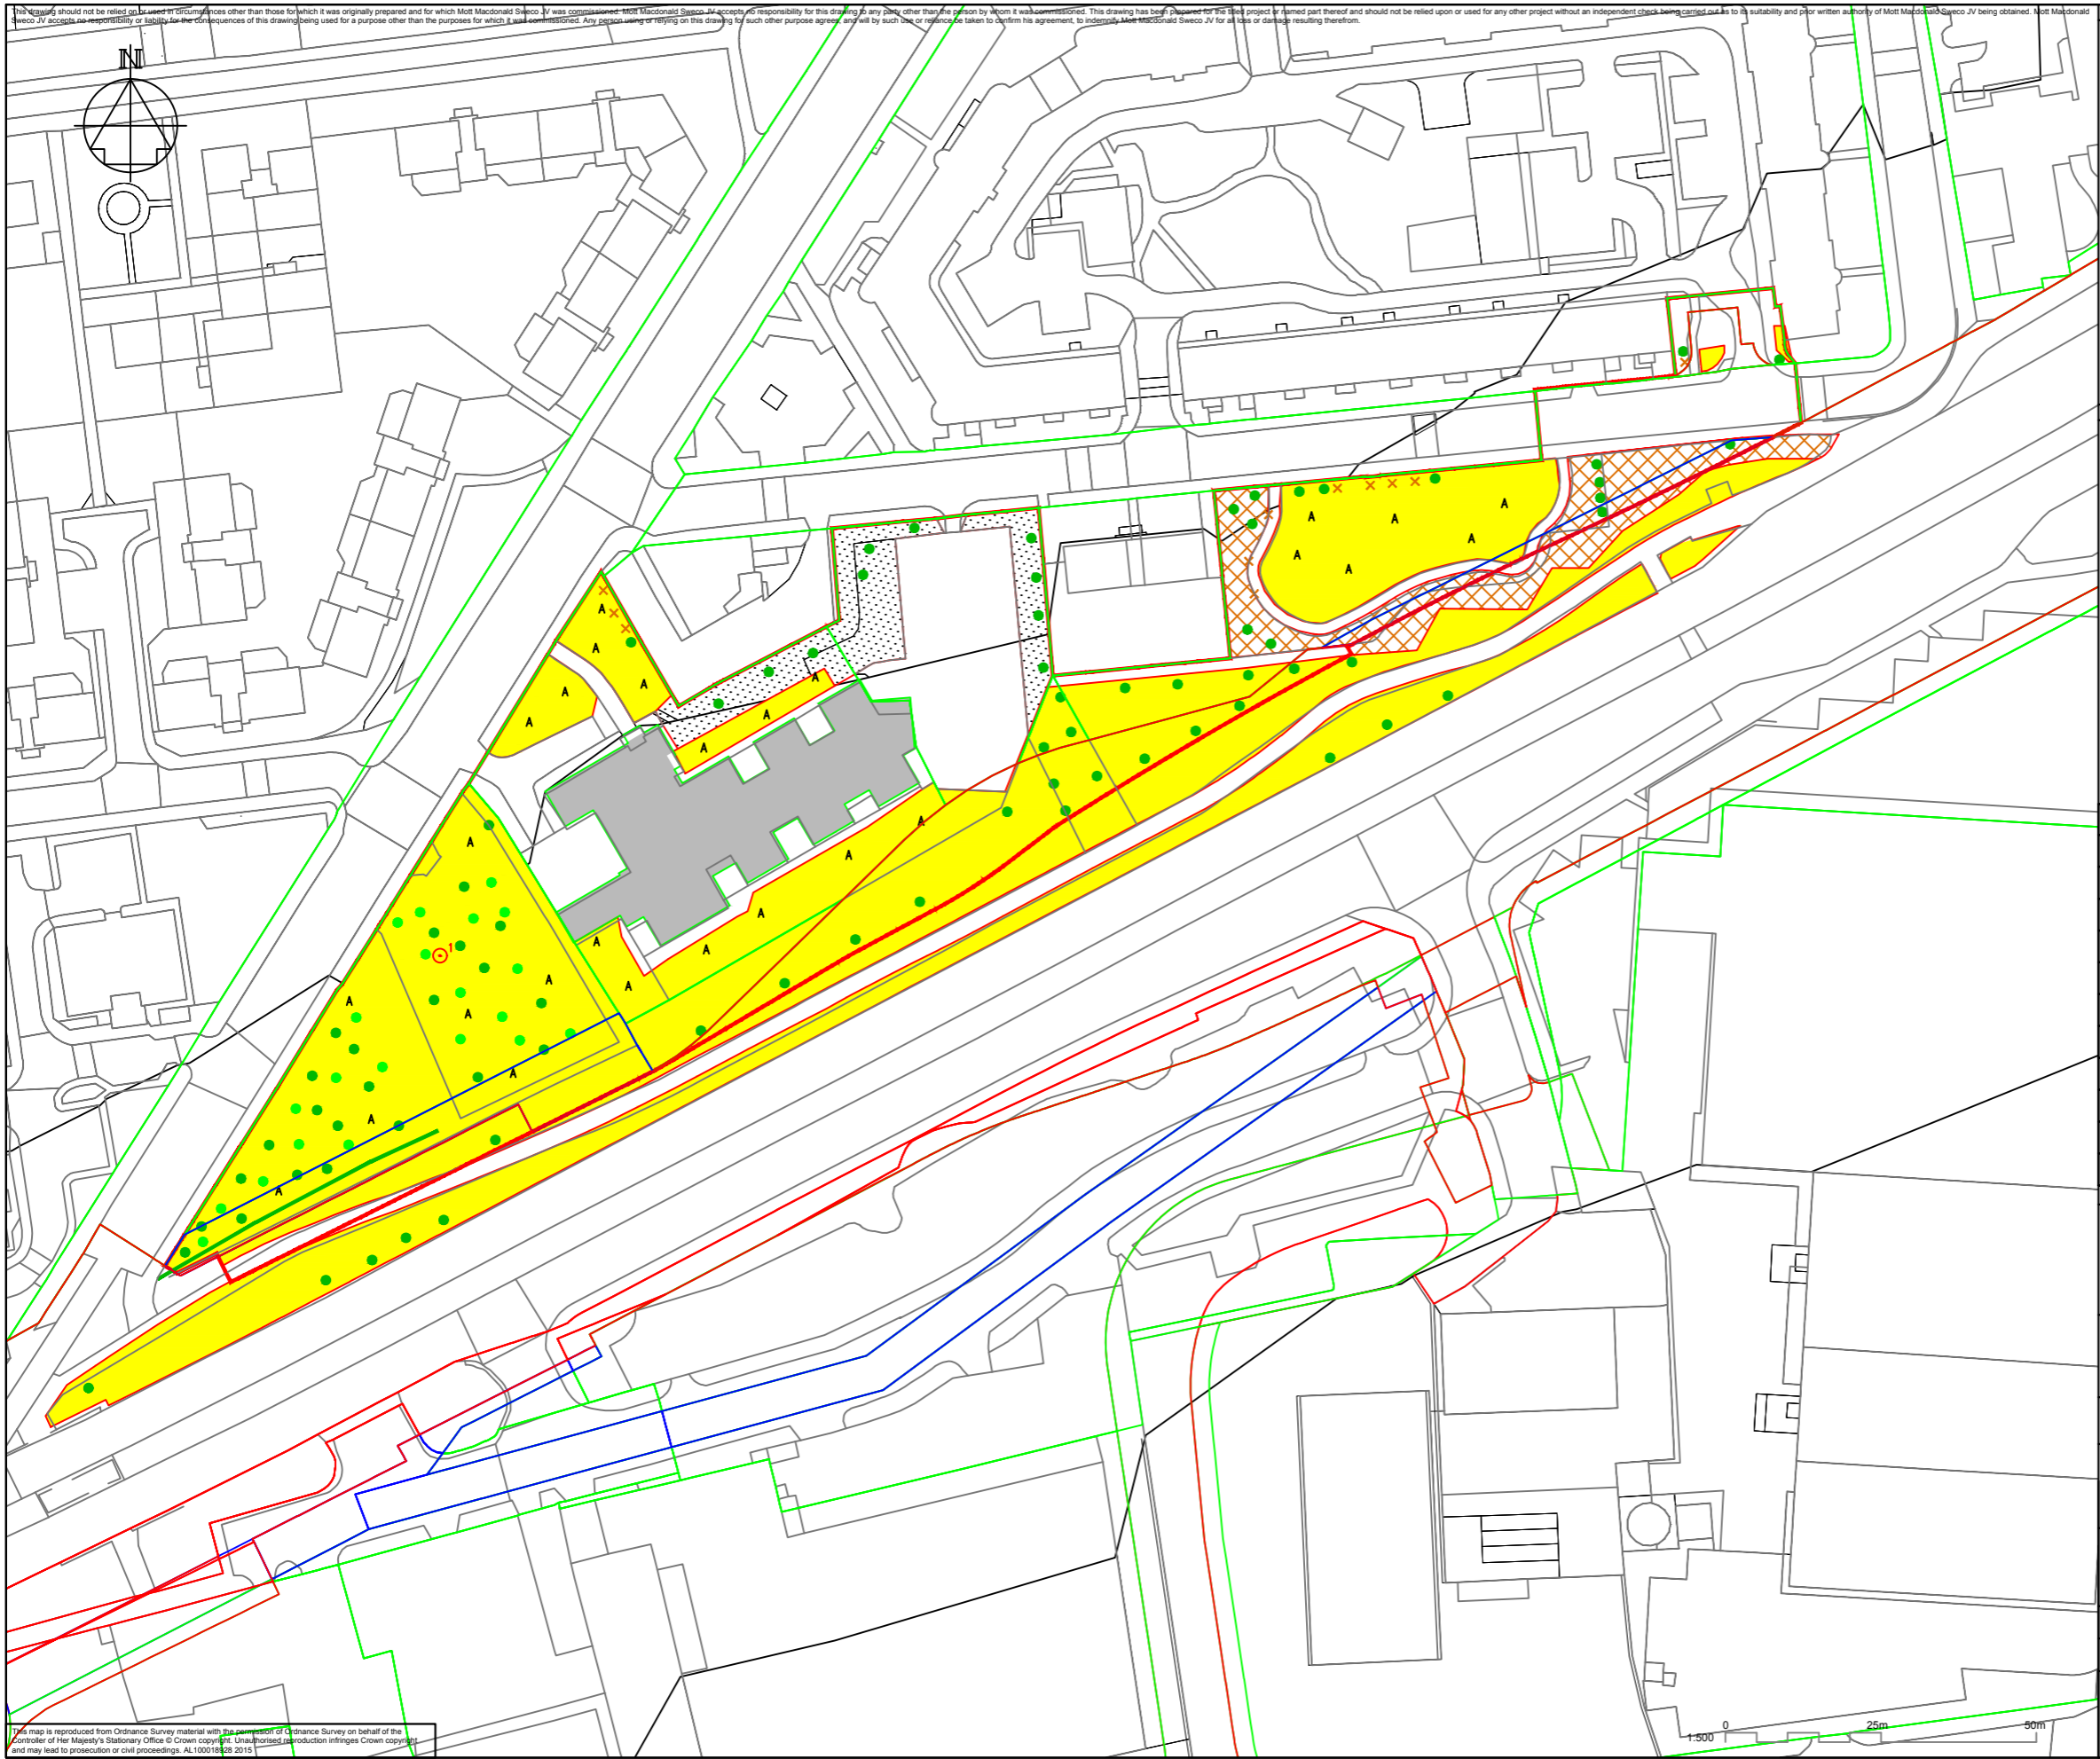 This drawing should not be relied on or used in circumstances other than those for which it was originally prepared and for which Mott Macdonald Sweco JV was commissioned. Mott Macdonald Sweco JV accepts no responsibility for this drawing to any party other than the person by whom it was commissioned. This drawing has been prepared for the titled project or named part thereof and should not be relied upon or used for any other project without an independent check being carried out as to its suitability and prior written authority of Mott Macdonald Sweco JV being obtained. Mott Macdonald
Sweco JV accepts no responsibility or liability for the consequences of this drawing being used for a purpose other than the purposes for which it was commissioned. Any person using or relying on this drawing for such other purpose agrees, and will by such use or reliance be taken to confirm his agreement, to indemnify Mott Macdonald Sweco JV for all loss or damage resulting therefrom.
N
A A A
A A
A
A
A
A
A
A
A
A
A
A
A
A
A
1
A
A
A
A
A
A
A
A
A
This map is reproduced from Ordnance Survey material with the permission of Ordnance Survey on behalf of the
Controller of Her Majesty's Stationary Office © Crown copyright. Unauthorised reproduction infringes Crown copyright
and may lead to prosecution or civil proceedings. AL100018928 2015
0 25m 50m
1:500